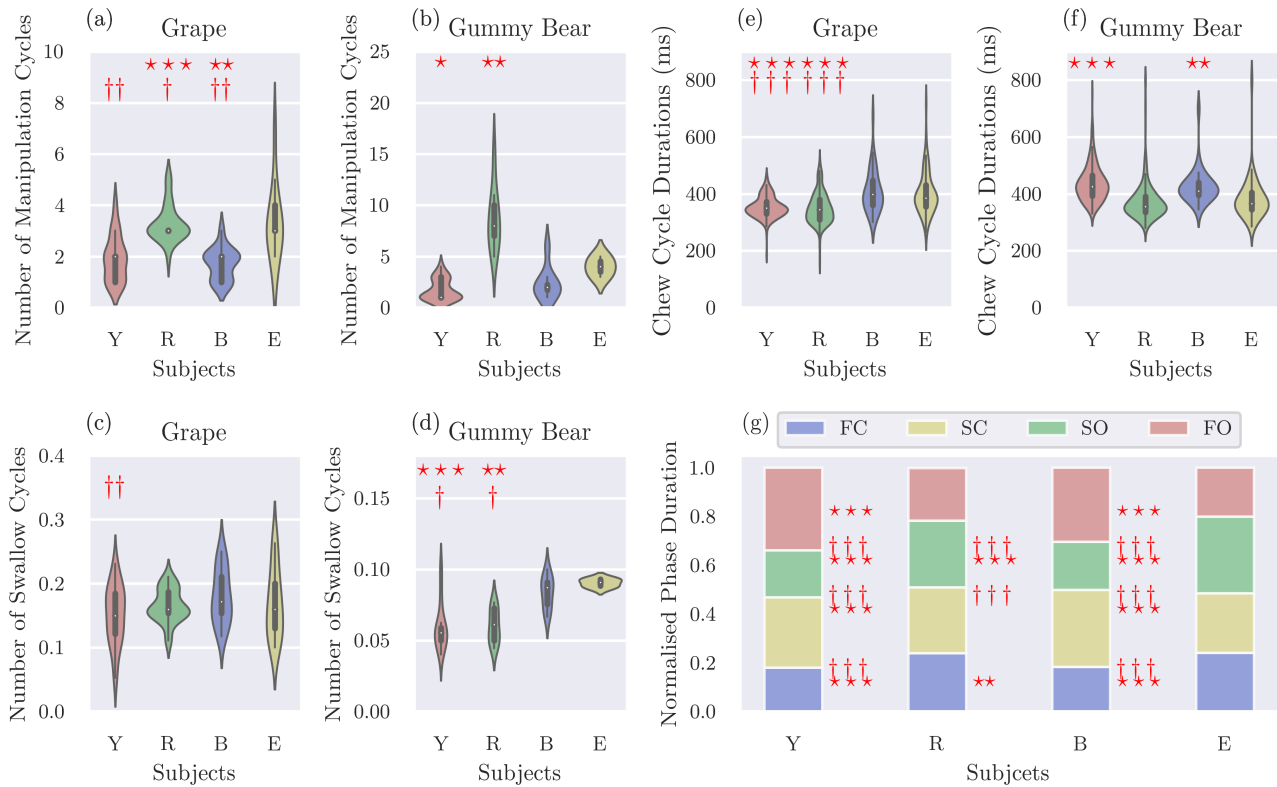 (a)
Grape
Number of Manipulation Cycles
10
8
6
4
2
0
⋆⋆⋆ ⋆⋆
†† † ††
Y R B E
Subjects
(b)
Gummy Bear
Number of Manipulation Cycles
25
20
15
10
5
0
⋆ ⋆⋆
Y R B E
Subjects
(e)
Grape
Chew Cycle Durations (ms)
800
600
400
200
0
⋆⋆⋆ ⋆⋆⋆
††† †††
Y R B E
Subjects
(f)
Gummy Bear
Chew Cycle Durations (ms)
800
600
400
200
0
⋆⋆⋆ ⋆⋆
Y R B E
Subjects
(c)
Grape
Number of Swallow Cycles
0.4
0.3
0.2
0.1
0.0
††
Y R B E
Subjects
(d)
Gummy Bear
Number of Swallow Cycles
0.15
0.10
0.05
0.00
⋆⋆⋆ ⋆⋆
† †
Y R B E
Subjects
(g)
FC SC SO FO
Normalised Phase Duration
1.0
0.8
0.6
0.4
0.2
0.0
⋆⋆⋆ ⋆⋆⋆
††† ††† †††
⋆⋆⋆ ⋆⋆⋆ ⋆⋆⋆
††† ††† †††
⋆⋆⋆ ⋆⋆⋆
††† †††
⋆⋆⋆ ⋆⋆ ⋆⋆⋆
Y R B E
Subjcets